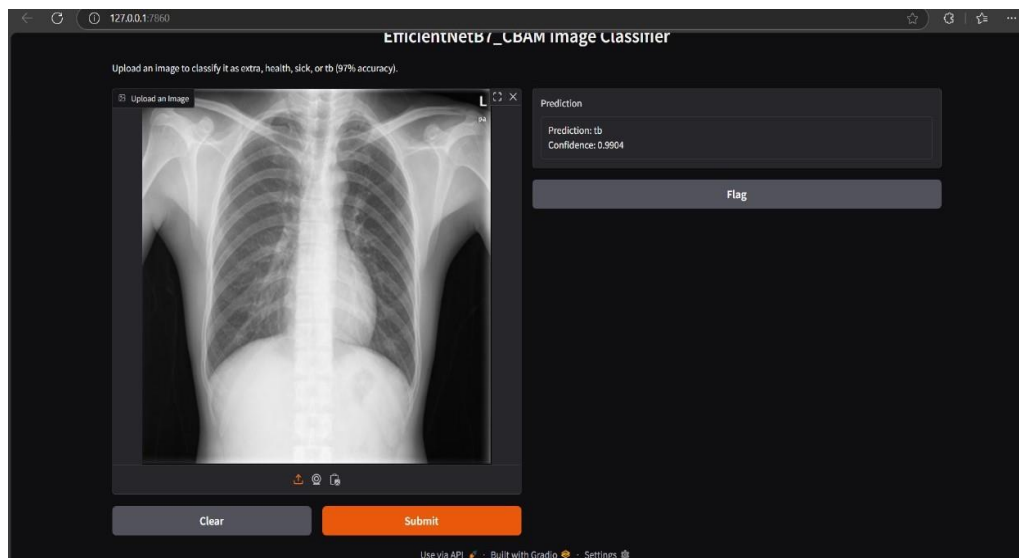 127.0.0.1:7860
EfficientNetB7_CBAM Image Classifier
Upload an image to classify it as extra, health, sick, or tb (97% accuracy).
Upload an Image
L
pa
Prediction
Prediction: tb
Confidence: 0.9904
Flag
Clear
Submit
Use via API · Built with Gradio · Settings